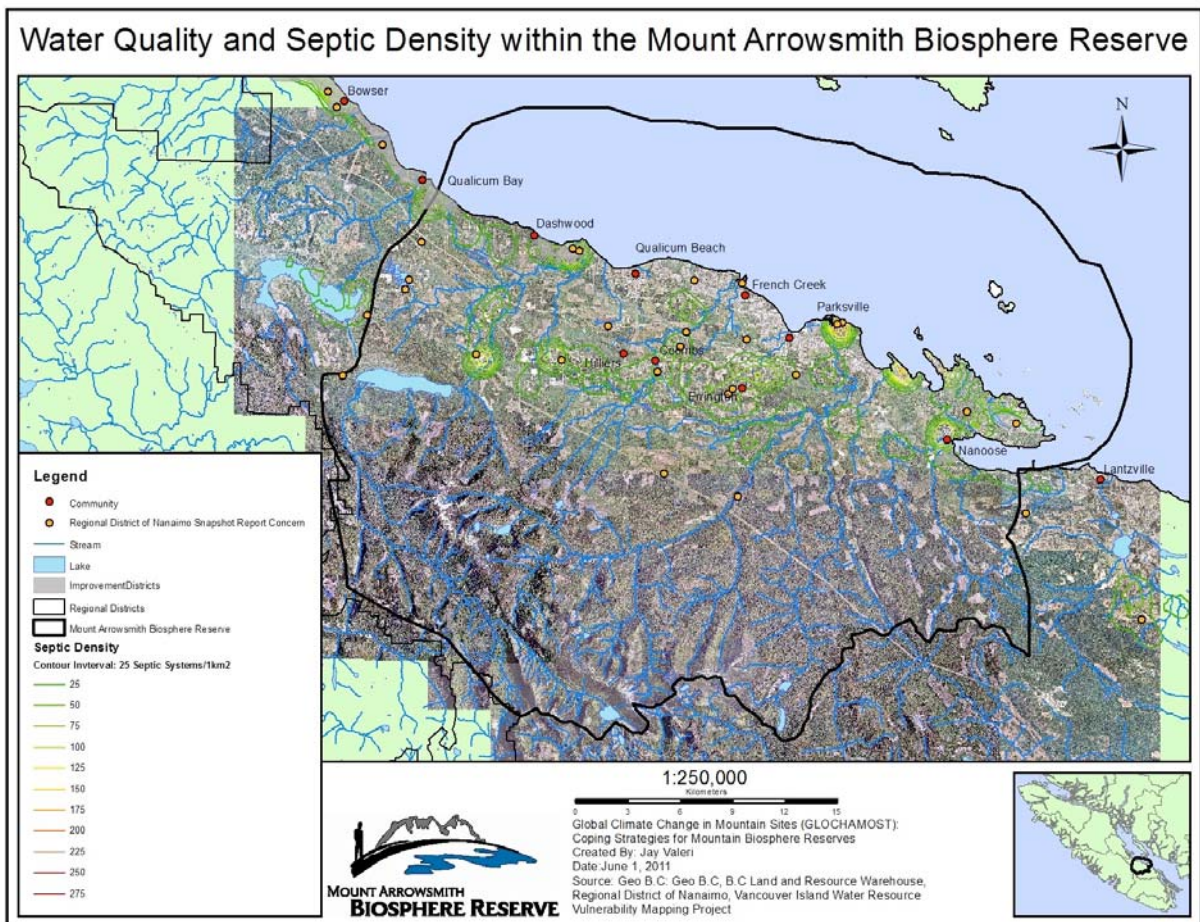 Water Quality and Septic Density within the Mount Arrowsmith Biosphere Reserve
N
Bowser
Qualicum Bay
Dashwood
Qualicum Beach
French Creek
Parksville
Hilliers
Coombs
Errington
Nanoose
Lantzville
Legend
Community
Regional District of Nanaimo Snapshot Report Concern
Stream
Lake
ImprovementDistricts
Regional Districts
Mount Arrowsmith Biosphere Reserve
Septic Density
Contour Invterval: 25 Septic Systems/1km2
25
50
75
100
125
150
175
200
225
250
275
MOUNT ARROWSMITH
BIOSPHERE RESERVE
1:250,000
Kilometers
0 3 6 9 12 15
Global Climate Change in Mountain Sites (GLOCHAMOST):
Coping Strategies for Mountain Biosphere Reserves
Created By: Jay Valeri
Date:June 1, 2011
Source: Geo B.C: Geo B.C, B.C Land and Resource Warehouse,
Regional District of Nanaimo, Vancouver Island Water Resource
Vulnerability Mapping Project